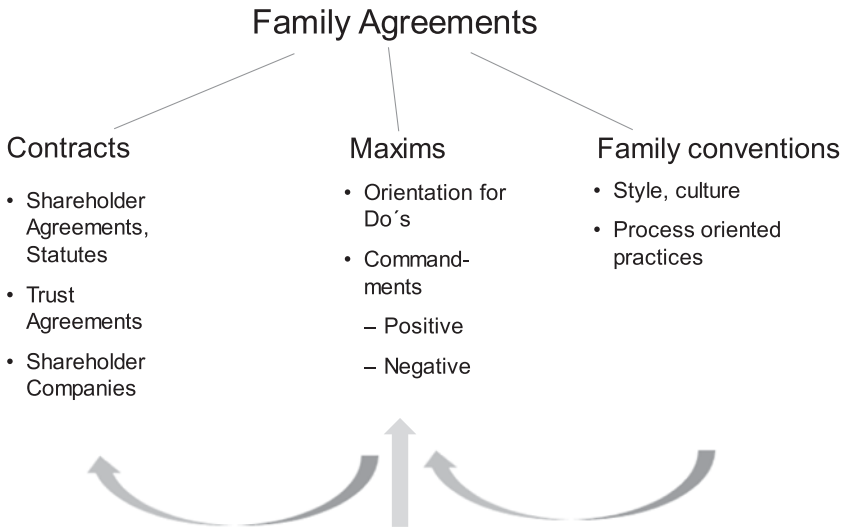 Family Agreements
Contracts
• Shareholder
Agreements,
Statutes
• Trust
Agreements
• Shareholder
Companies
Maxims
• Orientation for
Do´s
• Command-
ments
– Positive
– Negative
Family conventions
• Style, culture
• Process oriented
practices